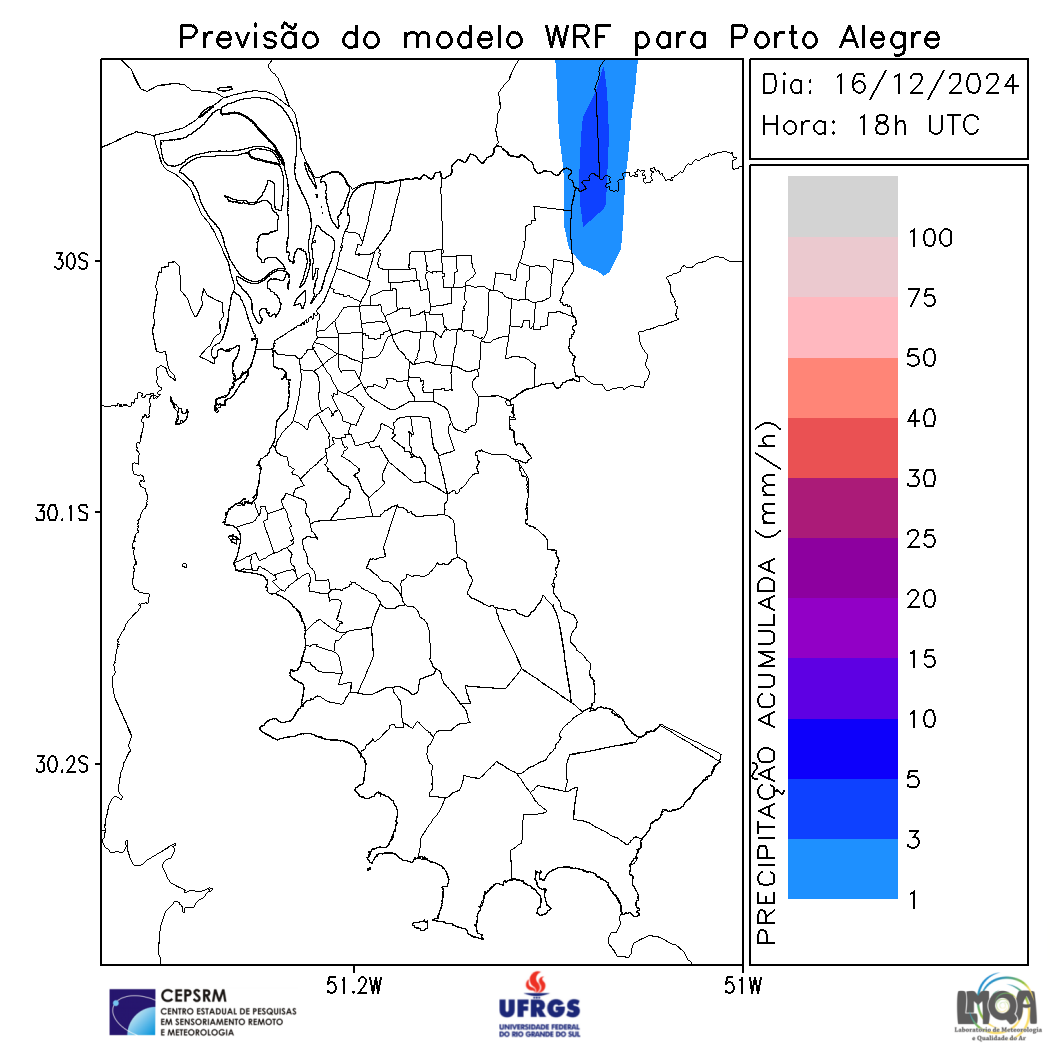 Previsão do modelo WRF para Porto Alegre
Dia: 16/12/2024
Hora: 18h UTC
30S
30.1S
30.2S
51.2W
51W
PRECIPITAÇÃO ACUMULADA (mm/h)
100
75
50
40
30
25
20
15
10
5
3
1
CEPSRM
CENTRO ESTADUAL DE PESQUISAS
EM SENSORIAMENTO REMOTO
E METEOROLOGIA
UFRGS
UNIVERSIDADE FEDERAL
DO RIO GRANDE DO SUL
LMQA
Laboratório de Meteorologia
e Qualidade do Ar